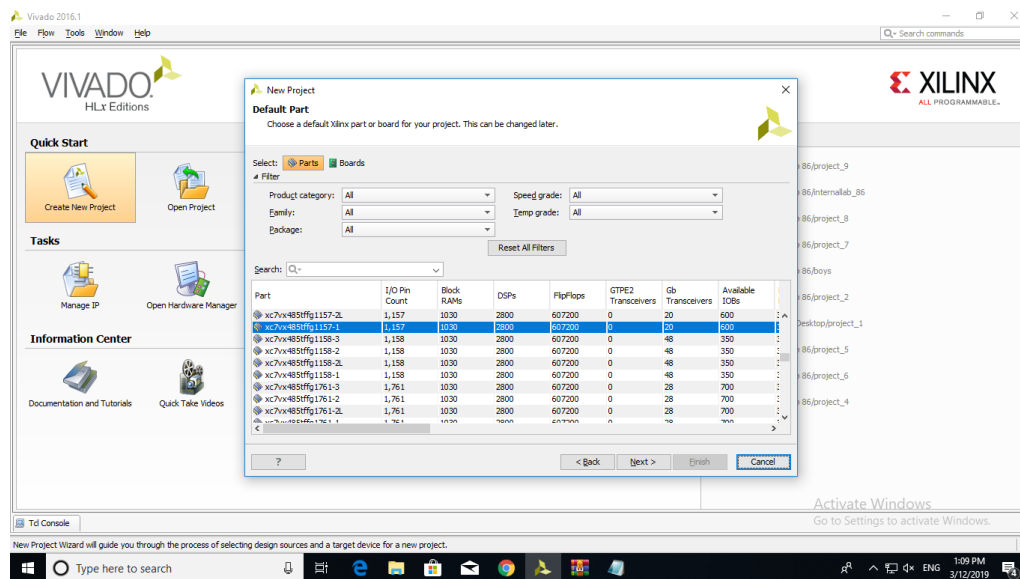 Vivado 2016.1
File Flow Tools Window Help
Search commands
VIVADO.
HLx Editions
XILINX
ALL PROGRAMMABLE.
Quick Start
Create New Project
Open Project
Tasks
Manage IP
Open Hardware Manager
Information Center
Documentation and Tutorials
Quick Take Videos
New Project
Default Part
Choose a default Xilinx part or board for your project. This can be changed later.
Select: Parts Boards
Filter
Product category: All Speed grade: All
Family: All Temp grade: All
Package: All
Reset All Filters
Search:
Part I/O Pin Count Block RAMs DSPs FlipFlops GTPE2 Transceivers Gb Transceivers Available IOBs
xc7vx485tffg1157-2L 1,157 1030 2800 607200 0 20 600
xc7vx485tffg1157-1 1,157 1030 2800 607200 0 20 600
xc7vx485tffg1158-3 1,158 1030 2800 607200 0 48 350
xc7vx485tffg1158-2 1,158 1030 2800 607200 0 48 350
xc7vx485tffg1158-2L 1,158 1030 2800 607200 0 48 350
xc7vx485tffg1158-1 1,158 1030 2800 607200 0 48 350
xc7vx485tffg1761-3 1,761 1030 2800 607200 0 28 700
xc7vx485tffg1761-2 1,761 1030 2800 607200 0 28 700
xc7vx485tffg1761-2L 1,761 1030 2800 607200 0 28 700
xc7vx485tffg1761-1 1,761 1030 2800 607200 0 28 700
? < Back Next > Finish Cancel
86/project_9
86/internallab_86
86/project_8
86/project_7
86/boys
86/project_2
Desktop/project_1
86/project_5
86/project_6
86/project_4
Activate Windows
Go to Settings to activate Windows.
Tcl Console
New Project Wizard will guide you through the process of selecting design sources and a target device for a new project.
Type here to search
ENG
1:09 PM
3/12/2019
4